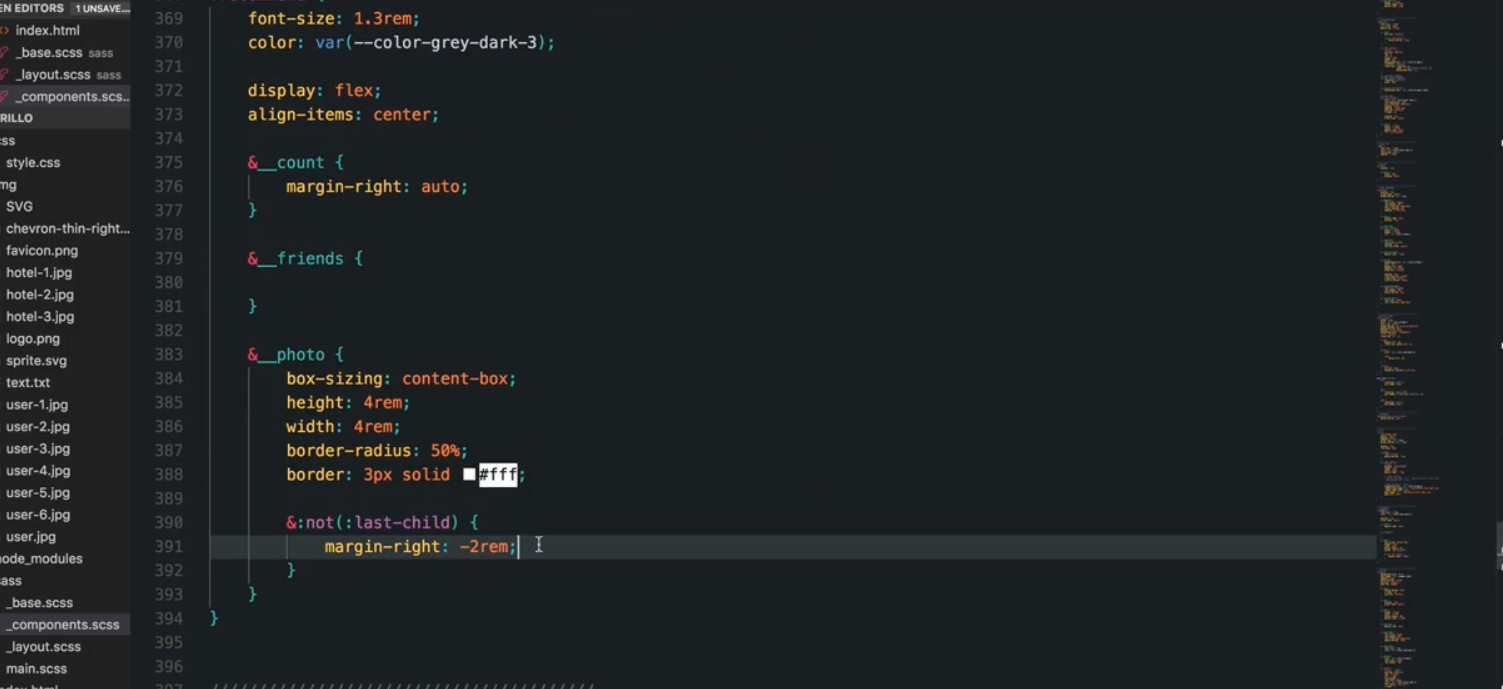 EN EDITORS 1 UNSAVE...
index.html
_base.scss sass
_layout.scss sass
_components.scs...
RILLO
css
style.css
mg
SVG
chevron-thin-right...
favicon.png
hotel-1.jpg
hotel-2.jpg
hotel-3.jpg
logo.png
sprite.svg
text.txt
user-1.jpg
user-2.jpg
user-3.jpg
user-4.jpg
user-5.jpg
user-6.jpg
user.jpg
node_modules
sass
_base.scss
_components.scss
_layout.scss
main.scss
369 font-size: 1.3rem;
370 color: var(--color-grey-dark-3);
371
372 display: flex;
373 align-items: center;
374
375 &__count {
376 margin-right: auto;
377 }
378
379 &__friends {
380
381 }
382
383 &__photo {
384 box-sizing: content-box;
385 height: 4rem;
386 width: 4rem;
387 border-radius: 50%;
388 border: 3px solid #fff;
389
390 &:not(:last-child) {
391 margin-right: -2rem;
392 }
393 }
394 }
395
396